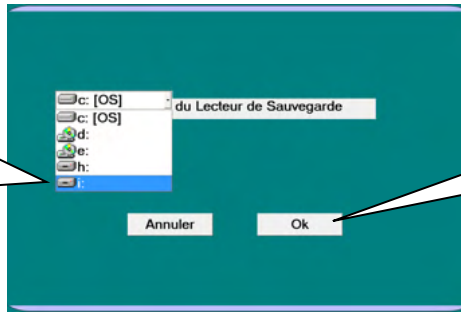 c: [OS]
du Lecteur de Sauvegarde
c: [OS]
d:
e:
h:
i:
Annuler
Ok